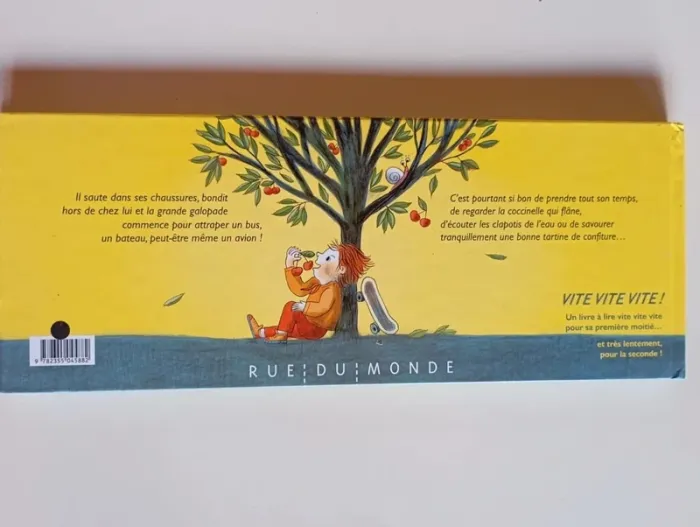 Il saute dans ses chaussures, bondit
hors de chez lui et la grande galopade
commence pour attraper un bus,
un bateau, peut-être même un avion !
C'est pourtant si bon de prendre tout son temps,
de regarder la coccinelle qui flâne,
d'écouter les clapotis de l'eau ou de savourer
tranquillement une bonne tartine de confiture...
VITE VITE VITE !
Un livre à lire vite vite vite
pour sa première moitié...
et très lentement,
pour la seconde !
9 782355 045882
RUE DU MONDE